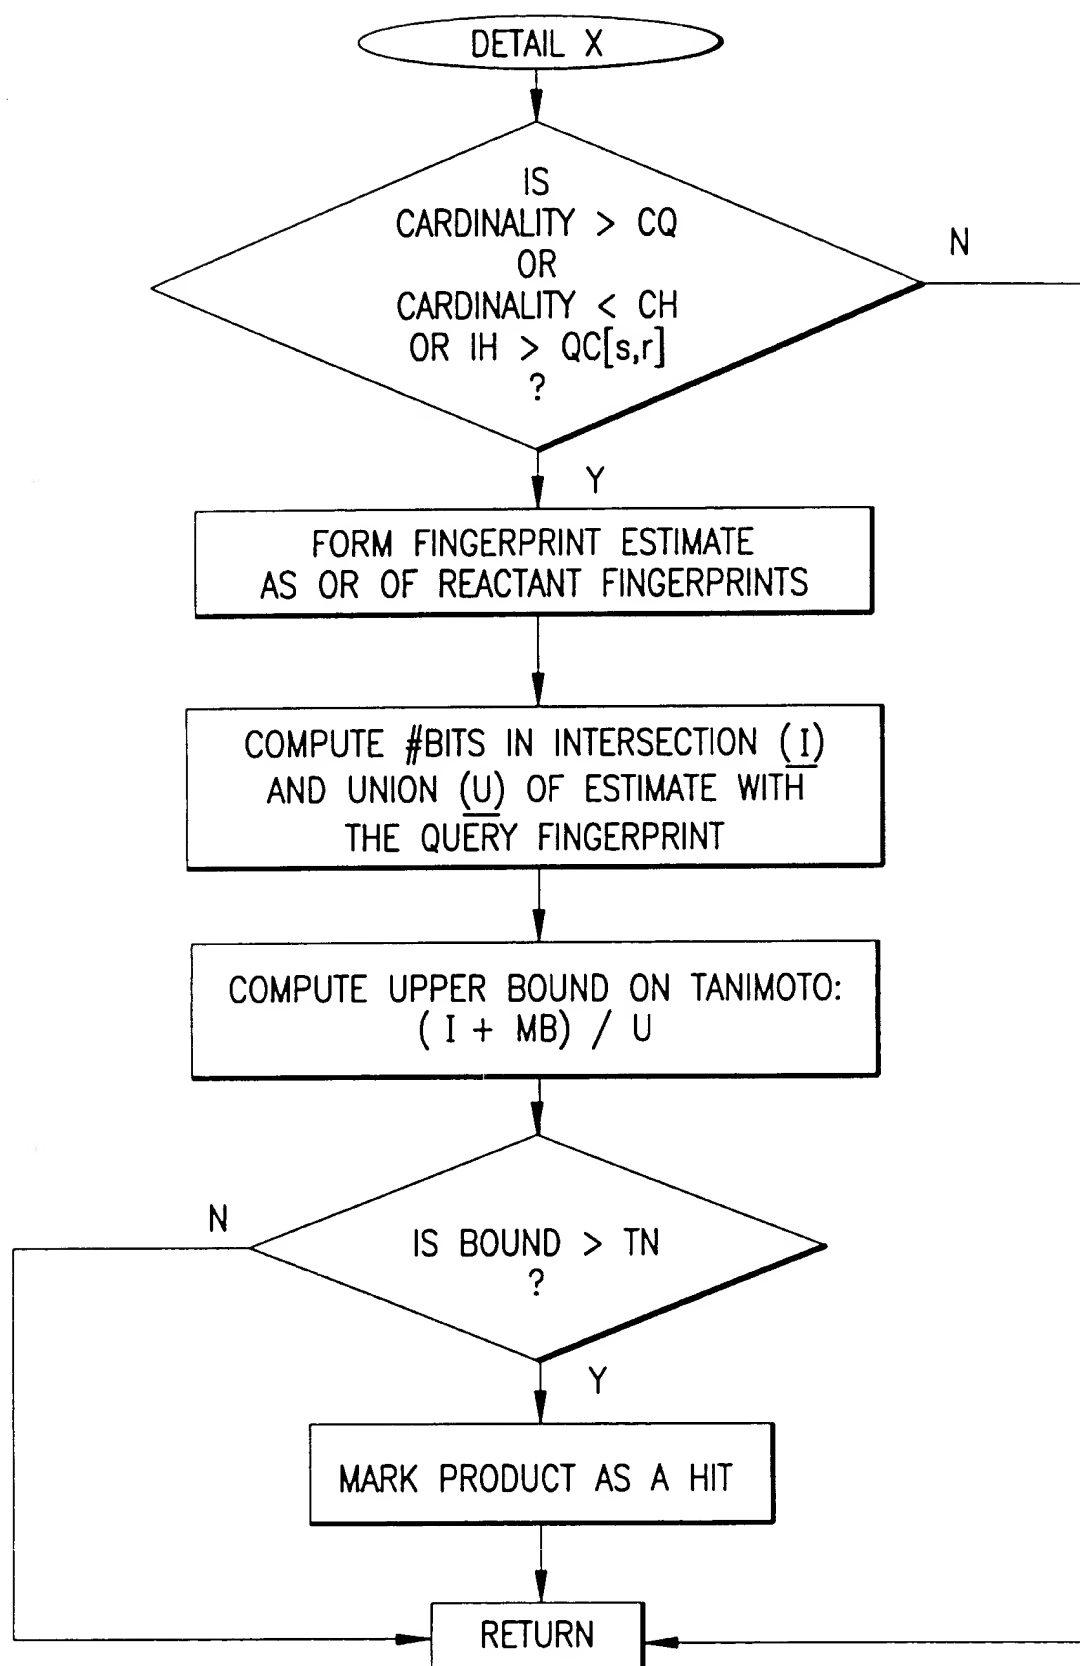 DETAIL X
IS
CARDINALITY > CQ
OR
CARDINALITY < CH
OR IH > QC[s,r]
?
N
Y
FORM FINGERPRINT ESTIMATE
AS OR OF REACTANT FINGERPRINTS
COMPUTE #BITS IN INTERSECTION (I)
AND UNION (U) OF ESTIMATE WITH
THE QUERY FINGERPRINT
COMPUTE UPPER BOUND ON TANIMOTO:
( I + MB) / U
N
IS BOUND > TN
?
Y
MARK PRODUCT AS A HIT
RETURN